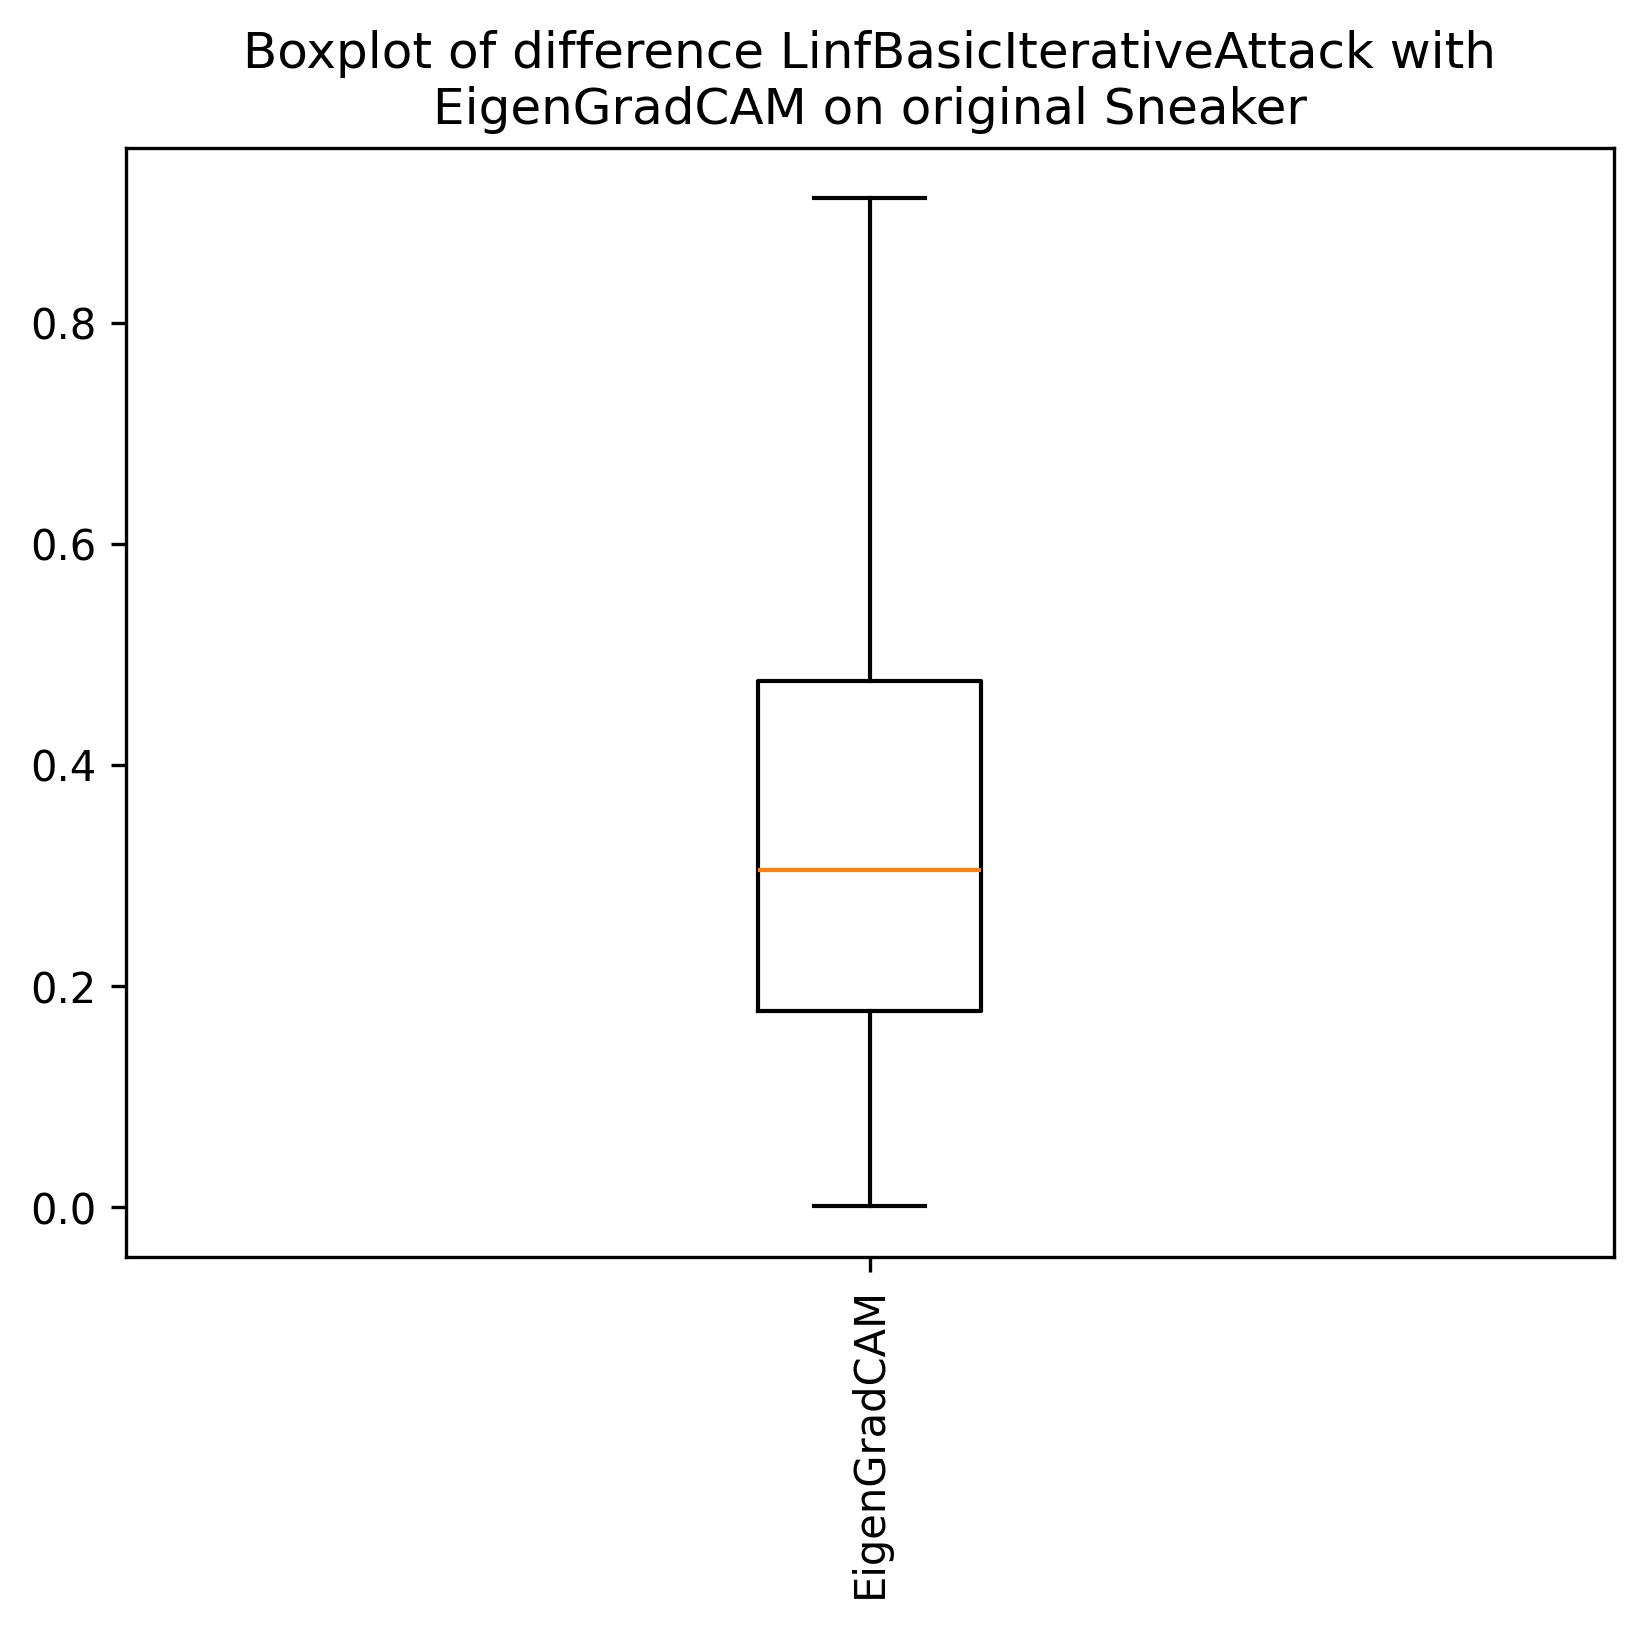 Boxplot of difference LinfBasicIterativeAttack with
EigenGradCAM on original Sneaker
0.8
0.6
0.4
0.2
0.0
EigenGradCAM